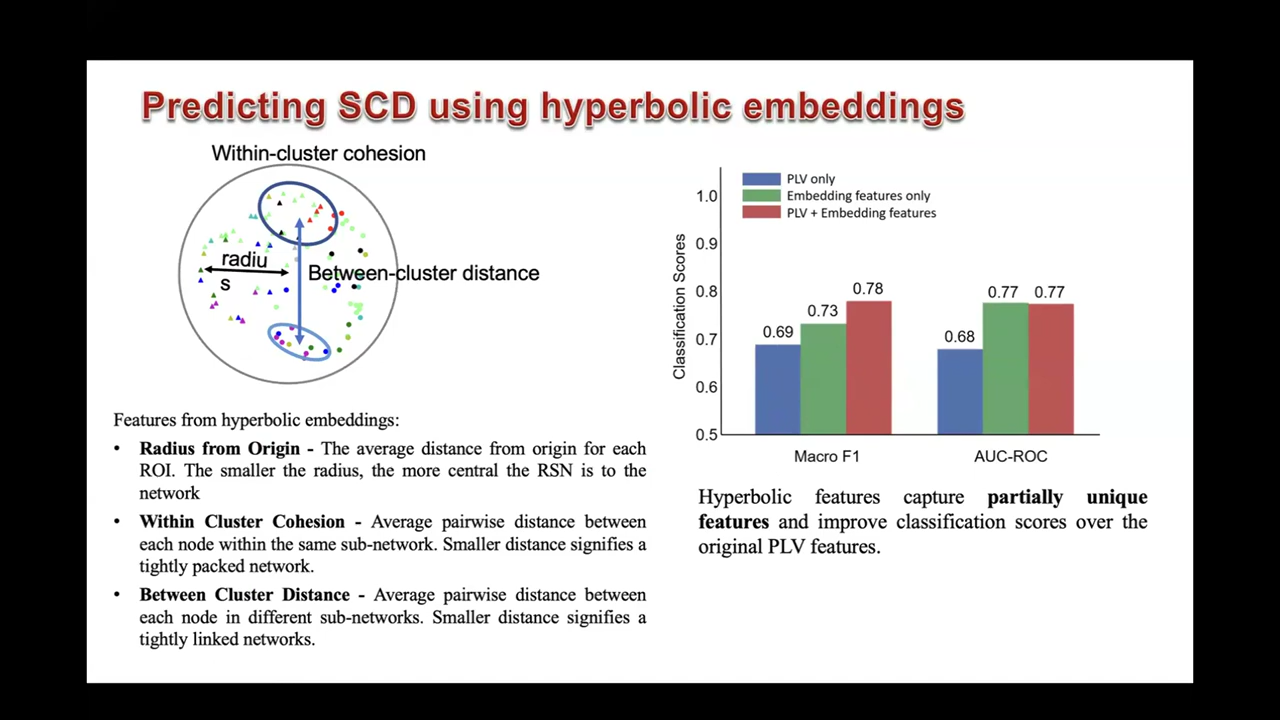 Predicting SCD using hyperbolic embeddings
Within-cluster cohesion
radiu
s
Between-cluster distance
Features from hyperbolic embeddings:
• Radius from Origin - The average distance from origin for each
ROI. The smaller the radius, the more central the RSN is to the
network
• Within Cluster Cohesion - Average pairwise distance between
each node within the same sub-network. Smaller distance signifies a
tightly packed network.
• Between Cluster Distance - Average pairwise distance between
each node in different sub-networks. Smaller distance signifies a
tightly linked networks.
PLV only
Embedding features only
PLV + Embedding features
Classification Scores
1.0
0.9
0.8
0.7
0.6
0.5
0.69
0.73
0.78
0.68
0.77
0.77
Macro F1
AUC-ROC
Hyperbolic features capture partially unique
features and improve classification scores over the
original PLV features.